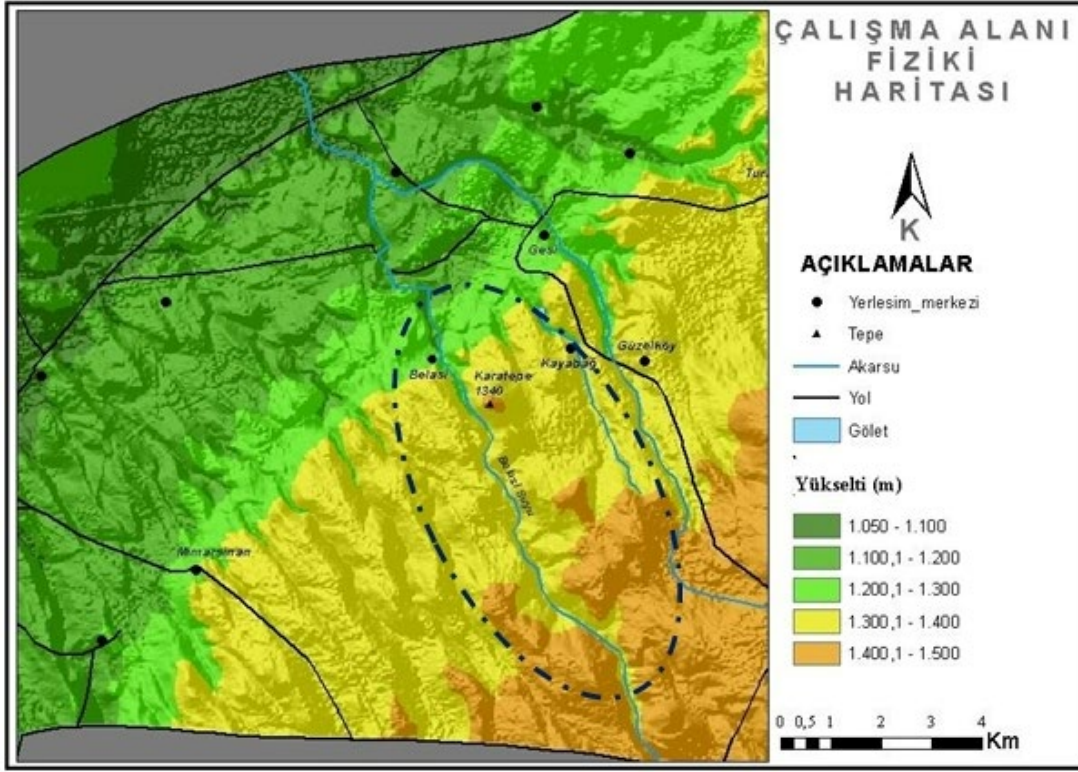 ÇALIŞMA ALANI
FİZİKİ
HARİTASI
K
AÇIKLAMALAR
Yerlesim_merkezi
Tepe
Akarsu
Yol
Gölet
Yükselti (m)
1.050 - 1.100
1.100,1 - 1.200
1.200,1 - 1.300
1.300,1 - 1.400
1.400,1 - 1.500
0 0,5 1 2 3 4
Km
Gesi
Güzelköy
Kayabağ
Belasi
Karatepe
1340
Mimarsinan